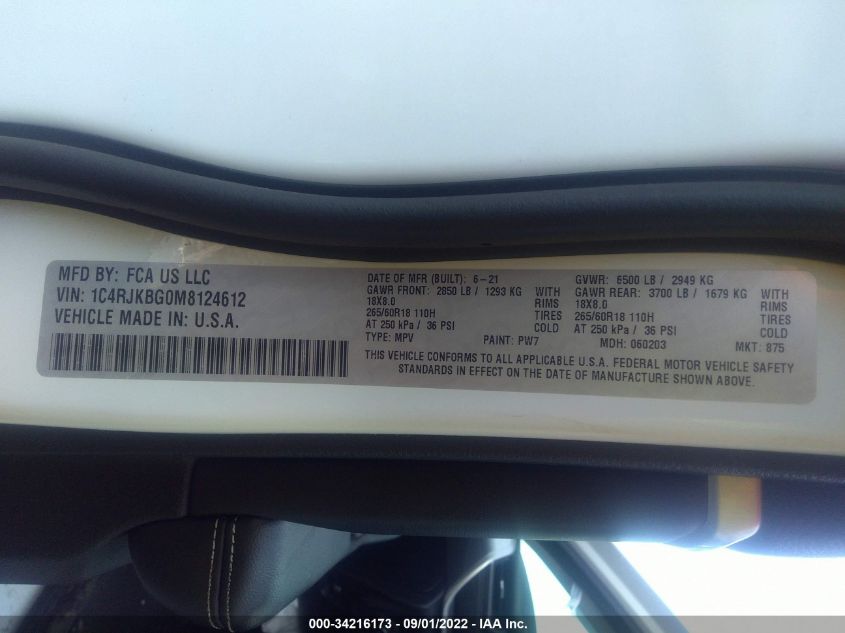 MFD BY: FCA US LLC
VIN: 1C4RJKBG0M8124612
VEHICLE MADE IN: U.S.A.
DATE OF MFR (BUILT): 6-21
GAWR FRONT: 2850 LB / 1293 KG WITH
18X8.0 RIMS
265/60R18 110H TIRES
AT 250 kPa / 36 PSI COLD
TYPE: MPV PAINT: PW7
GVWR: 6500 LB / 2949 KG
GAWR REAR: 3700 LB / 1679 KG WITH
18X8.0 RIMS
265/60R18 110H TIRES
AT 250 kPa / 36 PSI COLD
MDH: 060203 MKT: 875
THIS VEHICLE CONFORMS TO ALL APPLICABLE U.S.A. FEDERAL MOTOR VEHICLE SAFETY
STANDARDS IN EFFECT ON THE DATE OF MANUFACTURE SHOWN ABOVE.
000-34216173 - 09/01/2022 - IAA Inc.